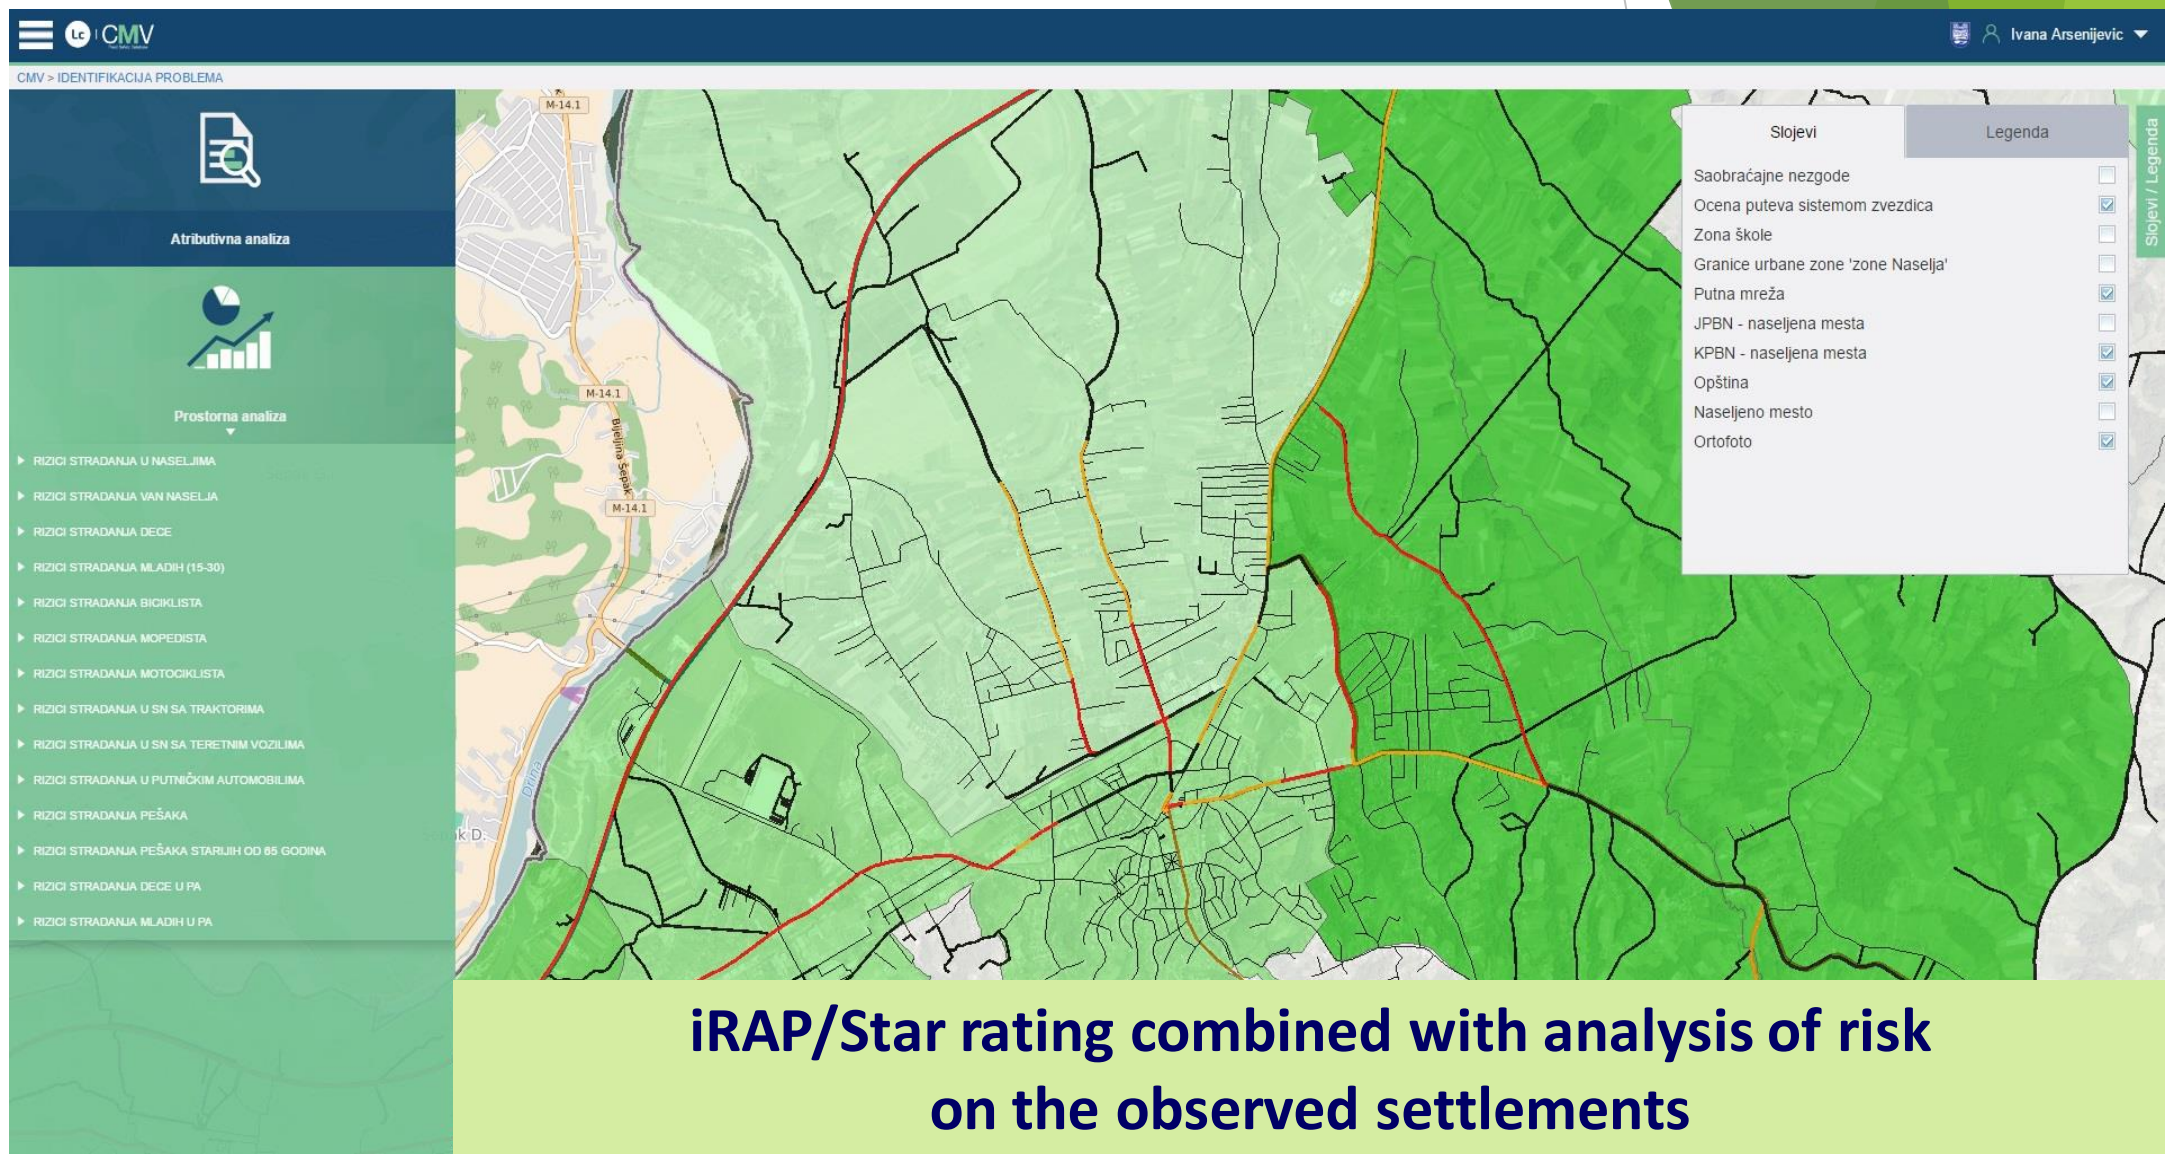 Lc CMV
Ivana Arsenijevic
CMV > IDENTIFIKACIJA PROBLEMA
Atributivna analiza
Prostorna analiza
RIZICI STRADANJA U NASELJIMA
RIZICI STRADANJA VAN NASELJA
RIZICI STRADANJA DECE
RIZICI STRADANJA MLADIH (15-30)
RIZICI STRADANJA BICIKLISTA
RIZICI STRADANJA MOPEDISTA
RIZICI STRADANJA MOTOCIKLISTA
RIZICI STRADANJA U SN SA TRAKTORIMA
RIZICI STRADANJA U SN SA TERETNIM VOZILIMA
RIZICI STRADANJA U PUTNIČKIM AUTOMOBILIMA
RIZICI STRADANJA PEŠAKA
RIZICI STRADANJA PEŠAKA STARIJIH OD 65 GODINA
RIZICI STRADANJA DECE U PA
RIZICI STRADANJA MLADIH U PA
M-14.1
M-14.1
Bijeljina Šepak
M-14.1
Drina
D.
Slojevi
Legenda
Saobraćajne nezgode
Ocena puteva sistemom zvezdica
Zona škole
Granice urbane zone 'zone Naselja'
Putna mreža
JPBN - naseljena mesta
KPBN - naseljena mesta
Opština
Naseljeno mesto
Ortofoto
Slojevi / Legenda
iRAP/Star rating combined with analysis of risk
on the observed settlements